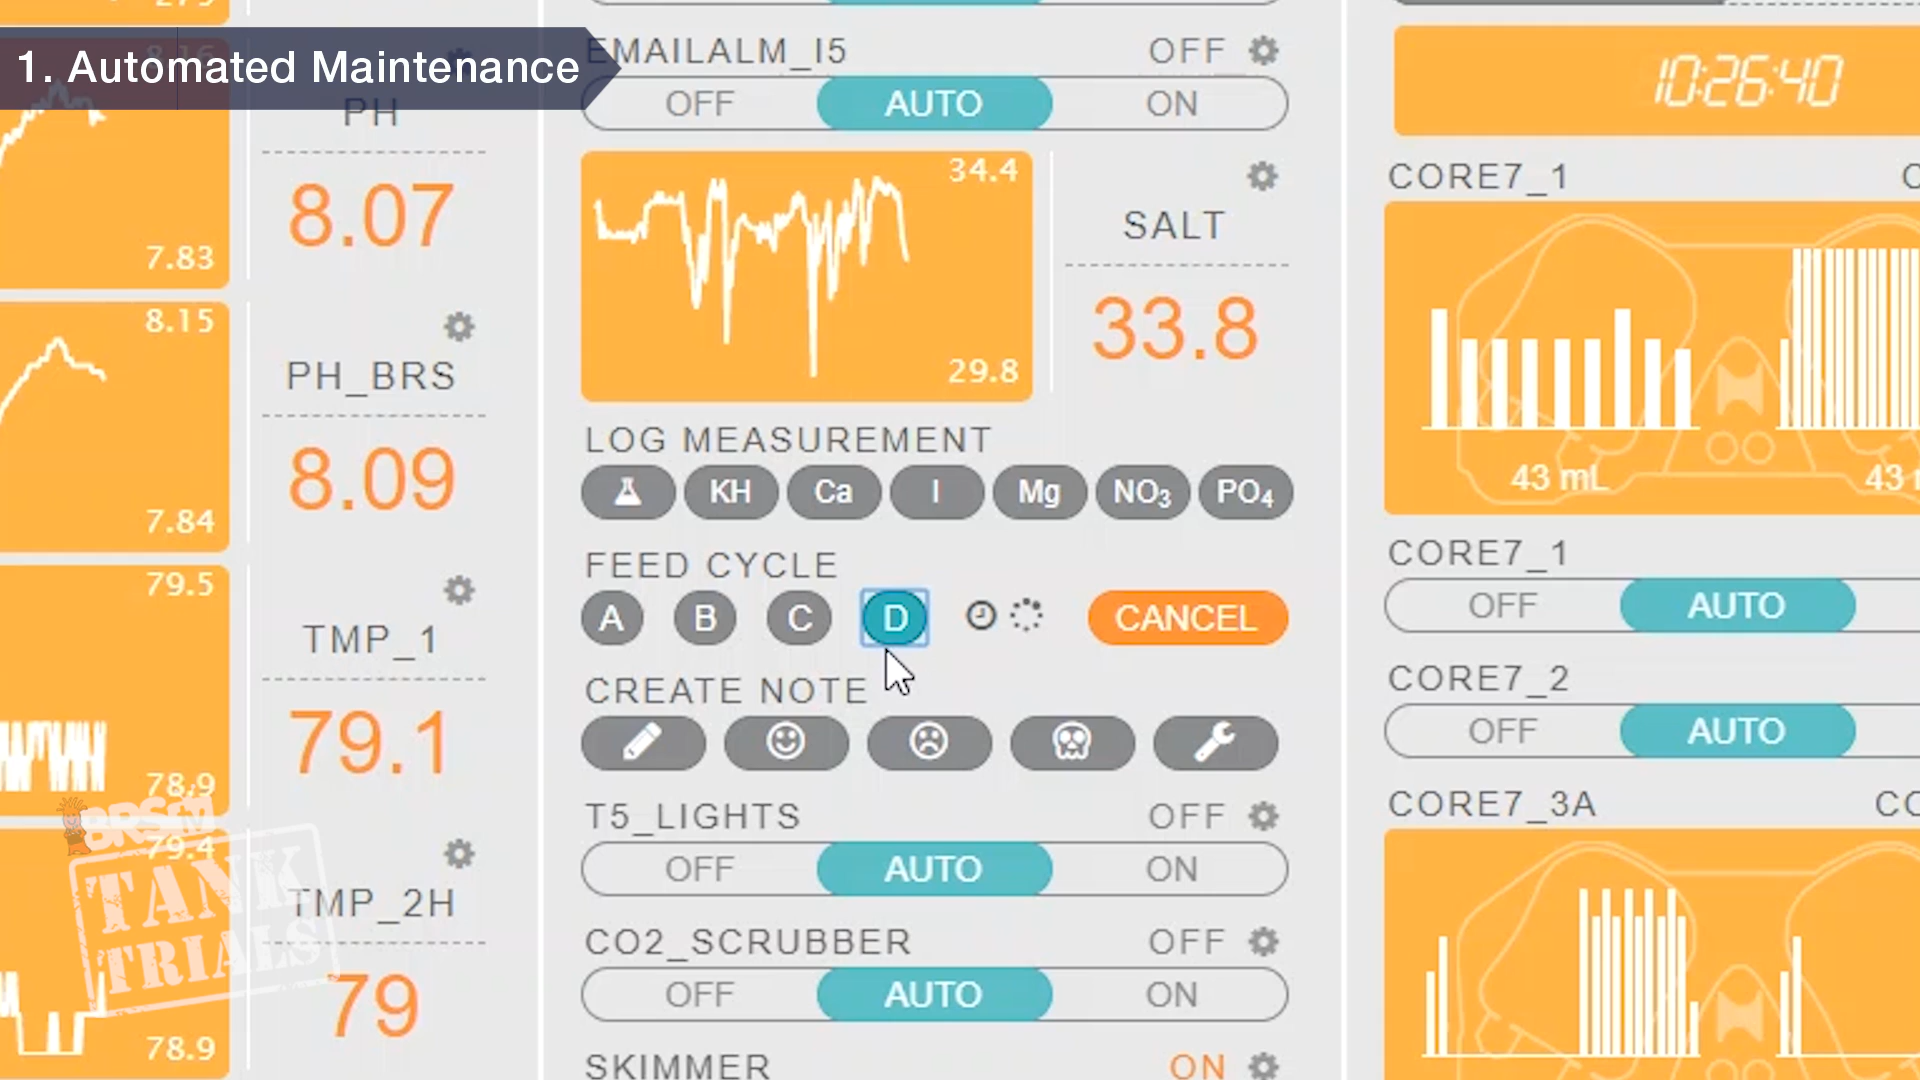 1. Automated Maintenance
8.16
PH
8.07
7.83
8.15
PH_BRS
8.09
7.84
79.5
TMP_1
79.1
78.9
79.4
TMP_2H
79
78.9
BRStv
TANK
TRIALS
EMAILALM_I5 OFF
OFF AUTO ON
34.4
SALT
33.8
29.8
LOG MEASUREMENT
KH Ca I Mg NO3 PO4
FEED CYCLE
A B C D CANCEL
CREATE NOTE
T5_LIGHTS OFF
OFF AUTO ON
CO2_SCRUBBER OFF
OFF AUTO ON
SKIMMER ON
10:26:40
CORE7_1
43 mL 43
CORE7_1
OFF AUTO
CORE7_2
OFF AUTO
CORE7_3A